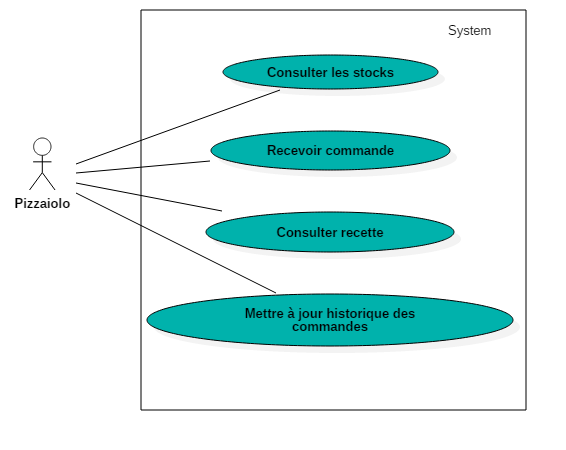 System
Consulter les stocks
Recevoir commande
Pizzaiolo
Consulter recette
Mettre à jour historique des
commandes